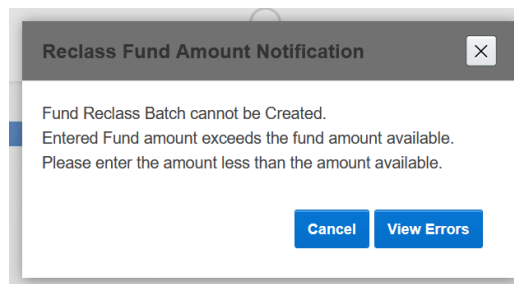 Reclass Fund Amount Notification
Fund Reclass Batch cannot be Created.
Entered Fund amount exceeds the fund amount available.
Please enter the amount less than the amount available.
Cancel View Errors